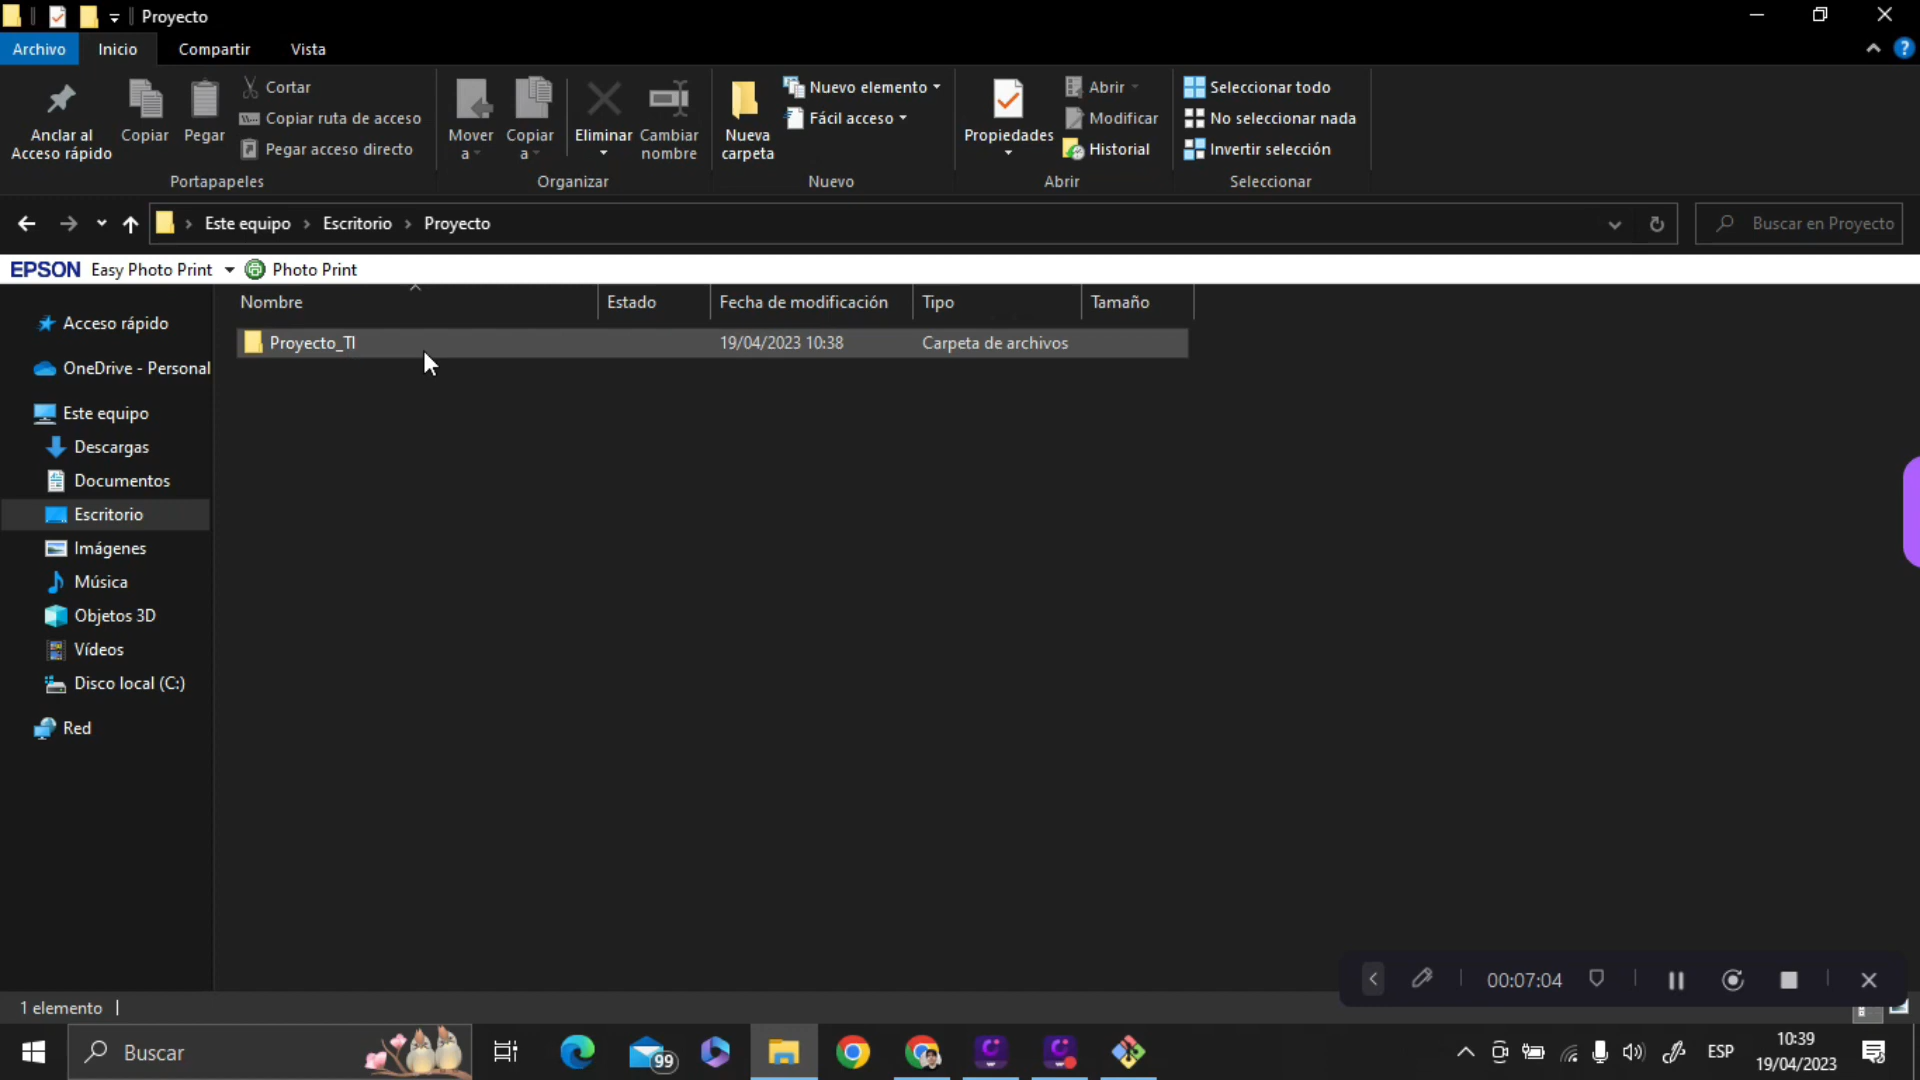 Proyecto
Archivo Inicio Compartir Vista
Anclar al Acceso rápido
Copiar
Pegar
Cortar
Copiar ruta de acceso
Pegar acceso directo
Portapapeles
Mover a
Copiar a
Eliminar
Cambiar nombre
Organizar
Nueva carpeta
Nuevo elemento
Fácil acceso
Nuevo
Propiedades
Abrir
Modificar
Historial
Abrir
Seleccionar todo
No seleccionar nada
Invertir selección
Seleccionar
Este equipo > Escritorio > Proyecto
Buscar en Proyecto
EPSON Easy Photo Print Photo Print
Nombre Estado Fecha de modificación Tipo Tamaño
Proyecto_TI 19/04/2023 10:38 Carpeta de archivos
Acceso rápido
OneDrive - Personal
Este equipo
Descargas
Documentos
Escritorio
Imágenes
Música
Objetos 3D
Vídeos
Disco local (C:)
Red
00:07:04
1 elemento
Buscar
99
ESP
10:39
19/04/2023